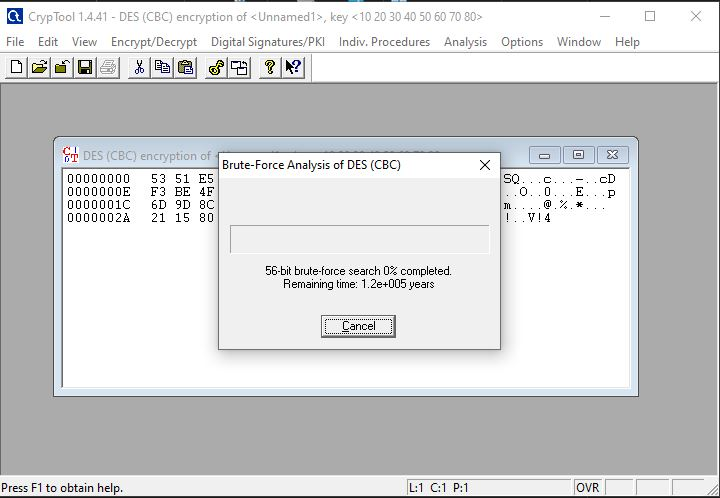 CrypTool 1.4.41 - DES (CBC) encryption of <Unnamed1>, key <10 20 30 40 50 60 70 80>
File Edit View Encrypt/Decrypt Digital Signatures/PKI Indiv. Procedures Analysis Options Window Help
DES (CBC) encryption of
Brute-Force Analysis of DES (CBC)
00000000 53 51 E5 SQ...c...-..cD
0000000E F3 BE 4F ..O..0...E...p
0000001C 6D 9D 8C m....@.%.*...
0000002A 21 15 80 !..V!4
56-bit brute-force search 0% completed.
Remaining time: 1.2e+005 years
Cancel
Press F1 to obtain help. L:1 C:1 P:1 OVR